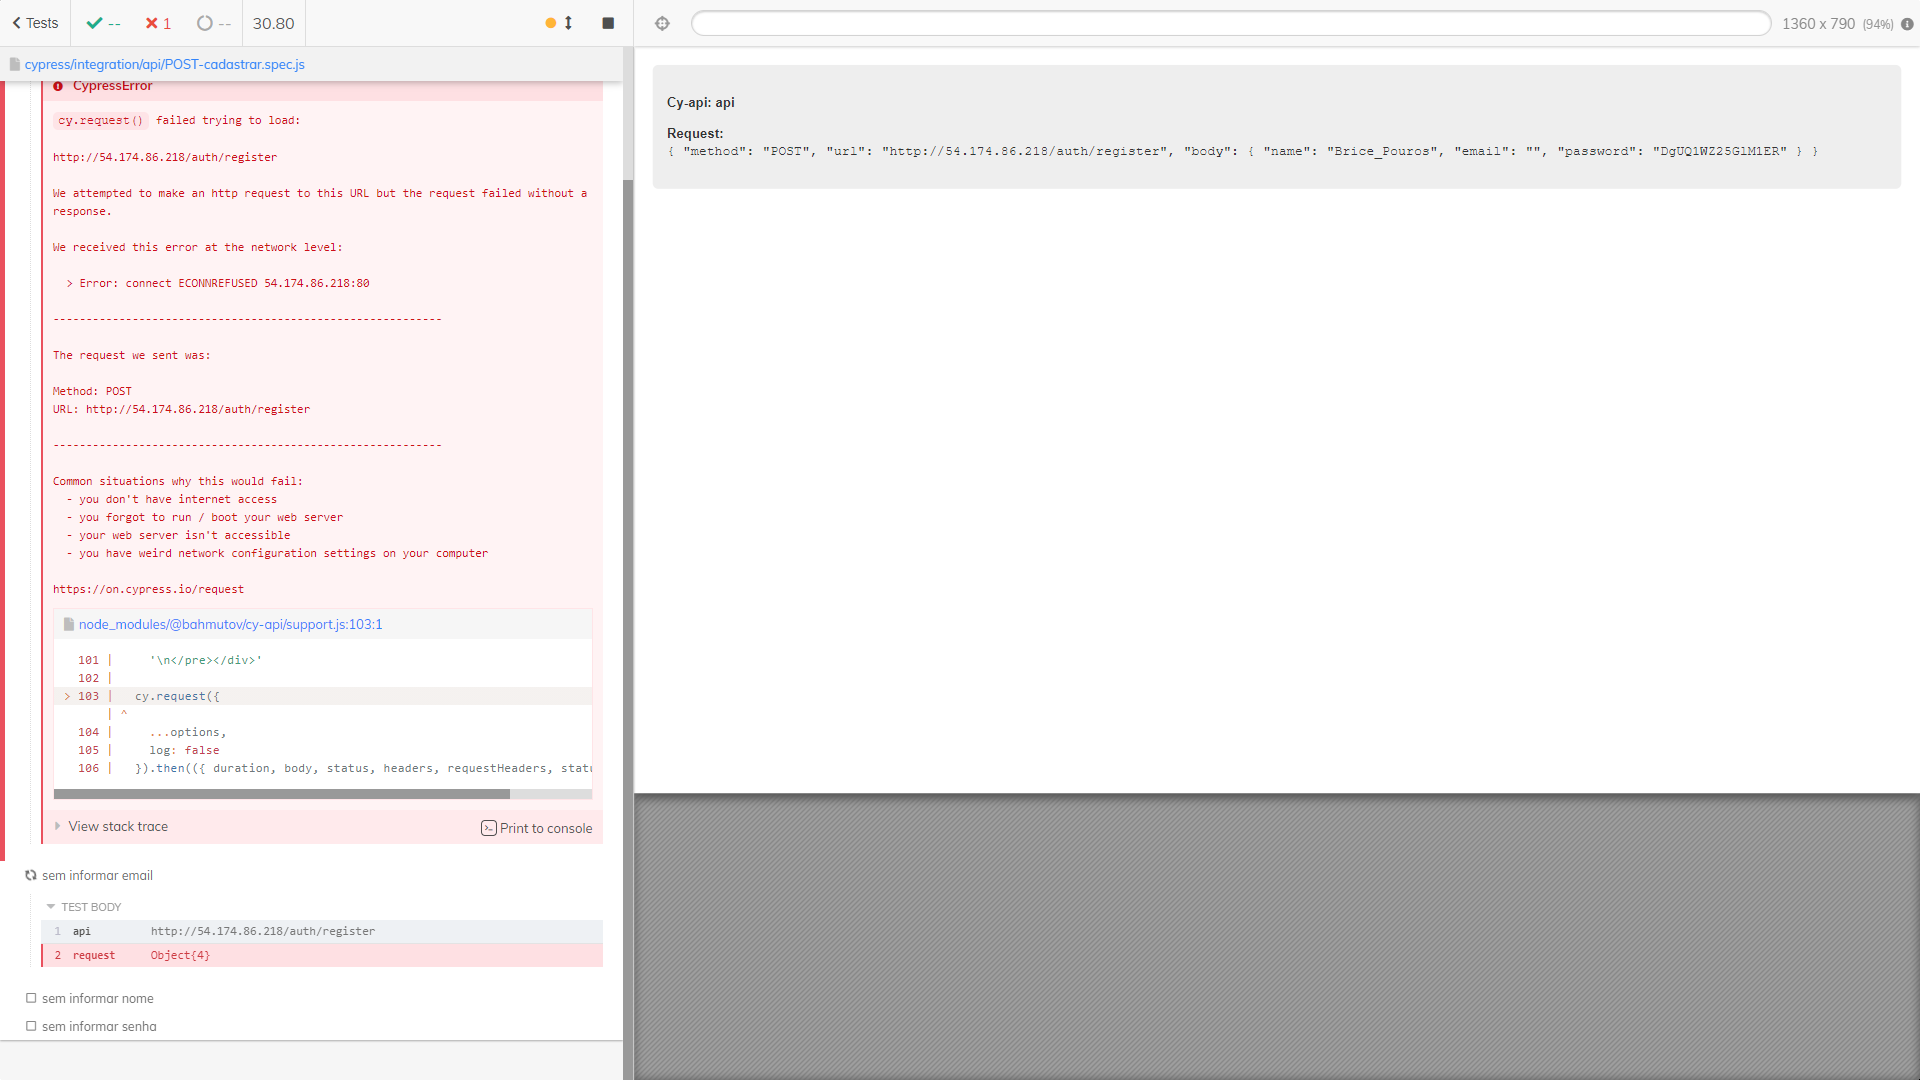 Tests
--
1
--
30.80
1360 x 790 (94%)
cypress/integration/api/POST-cadastrar.spec.js
CypressError
cy.request() failed trying to load:
http://54.174.86.218/auth/register
We attempted to make an http request to this URL but the request failed without a
response.
We received this error at the network level:
> Error: connect ECONNREFUSED 54.174.86.218:80
-----------------------------------------------------------
The request we sent was:
Method: POST
URL: http://54.174.86.218/auth/register
-----------------------------------------------------------
Common situations why this would fail:
- you don't have internet access
- you forgot to run / boot your web server
- your web server isn't accessible
- you have weird network configuration settings on your computer
https://on.cypress.io/request
node_modules/@bahmutov/cy-api/support.js:103:1
101 | '\n</pre></div>'
102 |
> 103 | cy.request({
| ^
104 | ...options,
105 | log: false
106 | }).then(({ duration, body, status, headers, requestHeaders, statu
View stack trace
Print to console
sem informar email
TEST BODY
1 api http://54.174.86.218/auth/register
2 request Object{4}
sem informar nome
sem informar senha
Cy-api: api
Request:
{ "method": "POST", "url": "http://54.174.86.218/auth/register", "body": { "name": "Brice_Pouros", "email": "", "password": "DgUQ1WZ25GlM1ER" } }